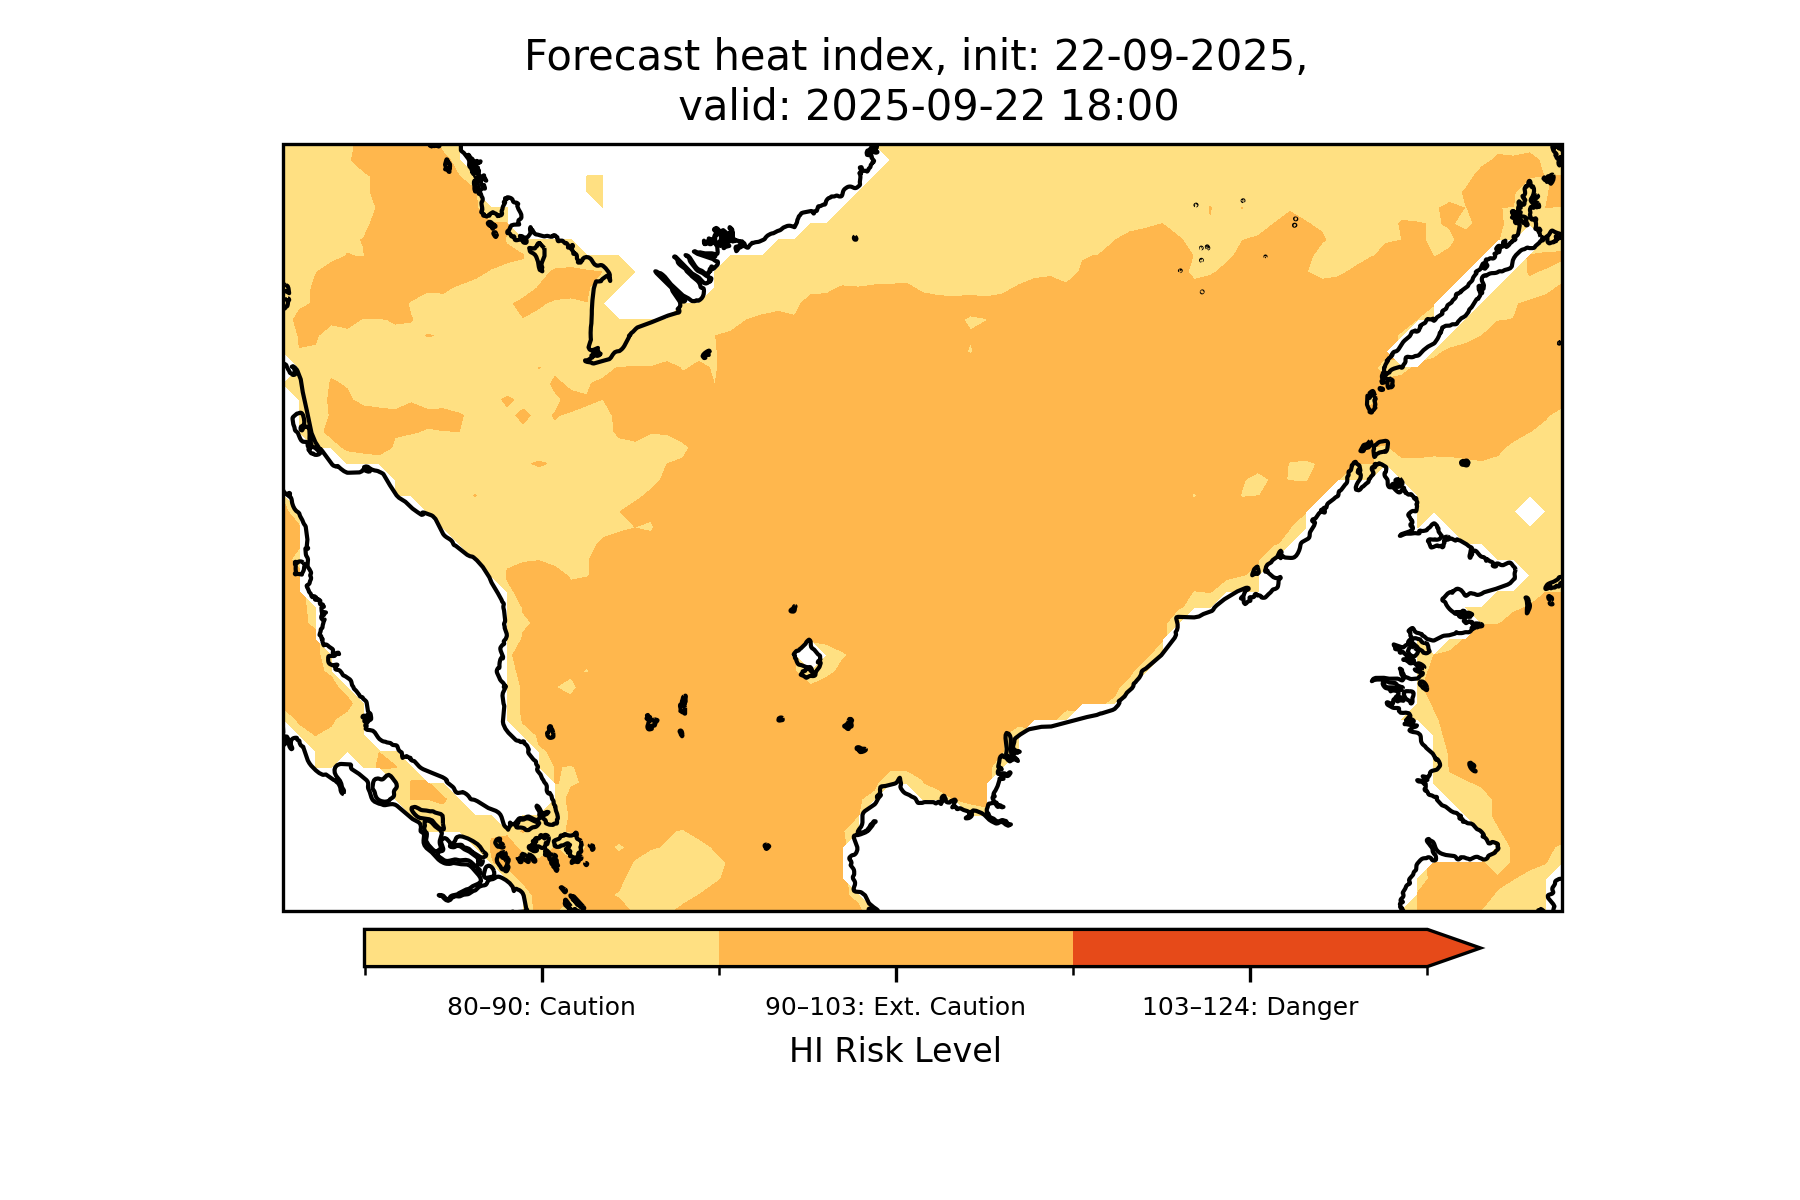 Forecast heat index, init: 22-09-2025,
valid: 2025-09-22 18:00
80–90: Caution
90–103: Ext. Caution
103–124: Danger
HI Risk Level